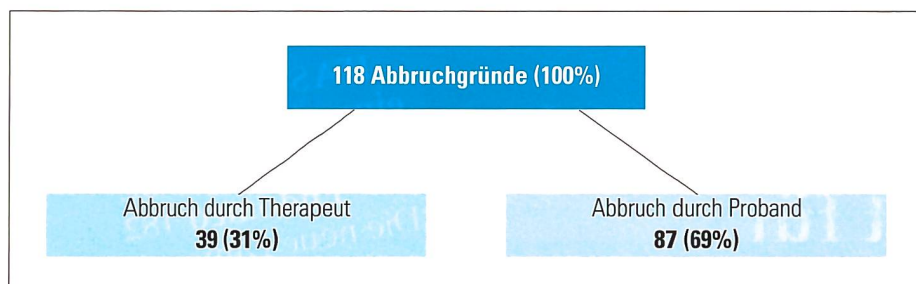 118 Abbruchgründe (100%)
Abbruch durch Therapeut
39 (31%)
Abbruch durch Proband
87 (69%)